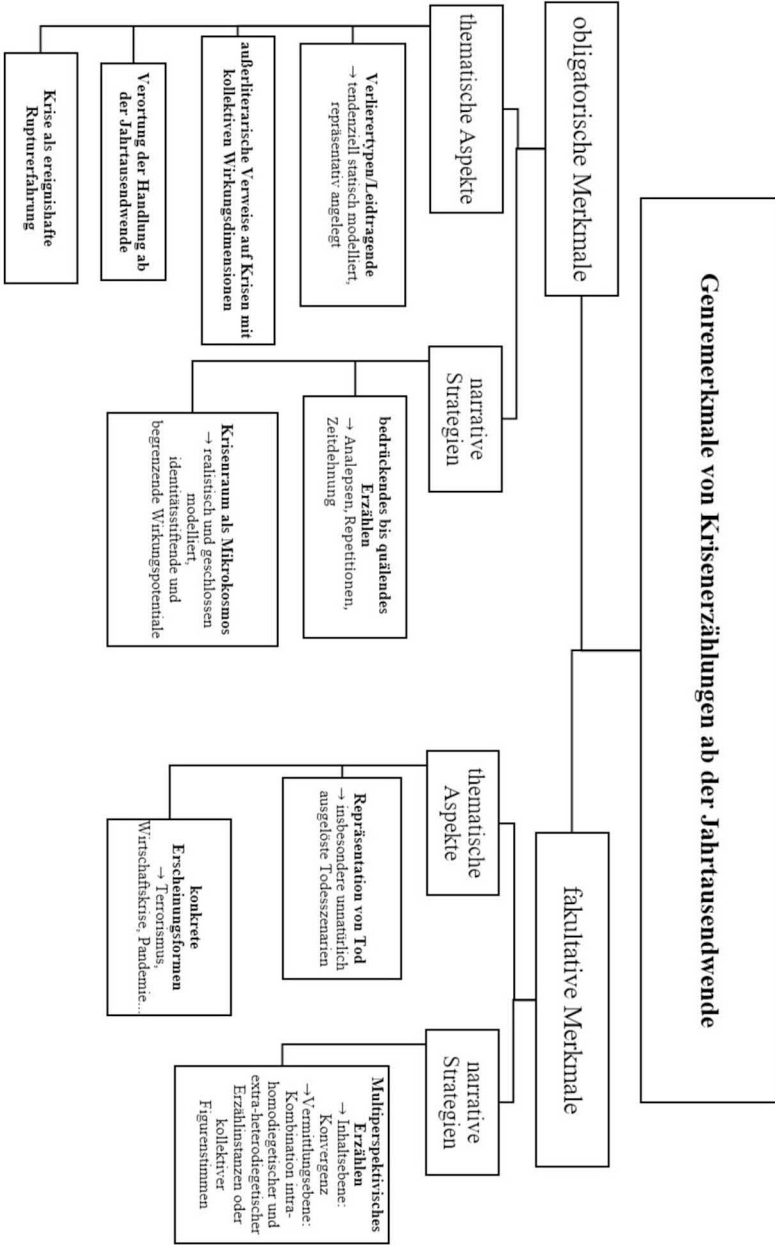 Genremerkmale von Krisenerzählungen ab der Jahrtausendwende
obligatorische Merkmale
thematische Aspekte
Verlierertypen/Leidtragende
→ tendenziell statisch modelliert,
repräsentativ angelegt
außerliterarische Verweise auf Krisen mit
kollektiven Wirkungsdimensionen
Verortung der Handlung ab
der Jahrtausendwende
Krise als ereignishafte
Rupturerfahrung
narrative
Strategien
bedrückendes bis quälendes
Erzählen
→ Analepsen, Repetitionen,
Zeitdehnung
Krisenraum als Mikrokosmos
→ realistisch und geschlossen
modelliert,
identitätsstiftende und
begrenzende Wirkungspotentiale
fakultative Merkmale
thematische
Aspekte
Repräsentation von Tod
→ insbesondere unnatürlich
ausgelöste Todesszenarien
konkrete
Erscheinungsformen
→ Terrorismus,
Wirtschaftskrise, Pandemie...
narrative
Strategien
Multiperspektivisches
Erzählen
→ Inhaltsebene:
Konvergenz
→Vermittlungsebene:
Kombination intra-
homodiegetischer und
extra-heterodiegetischer
Erzählinstanzen oder
kollektiver
Figurenstimmen